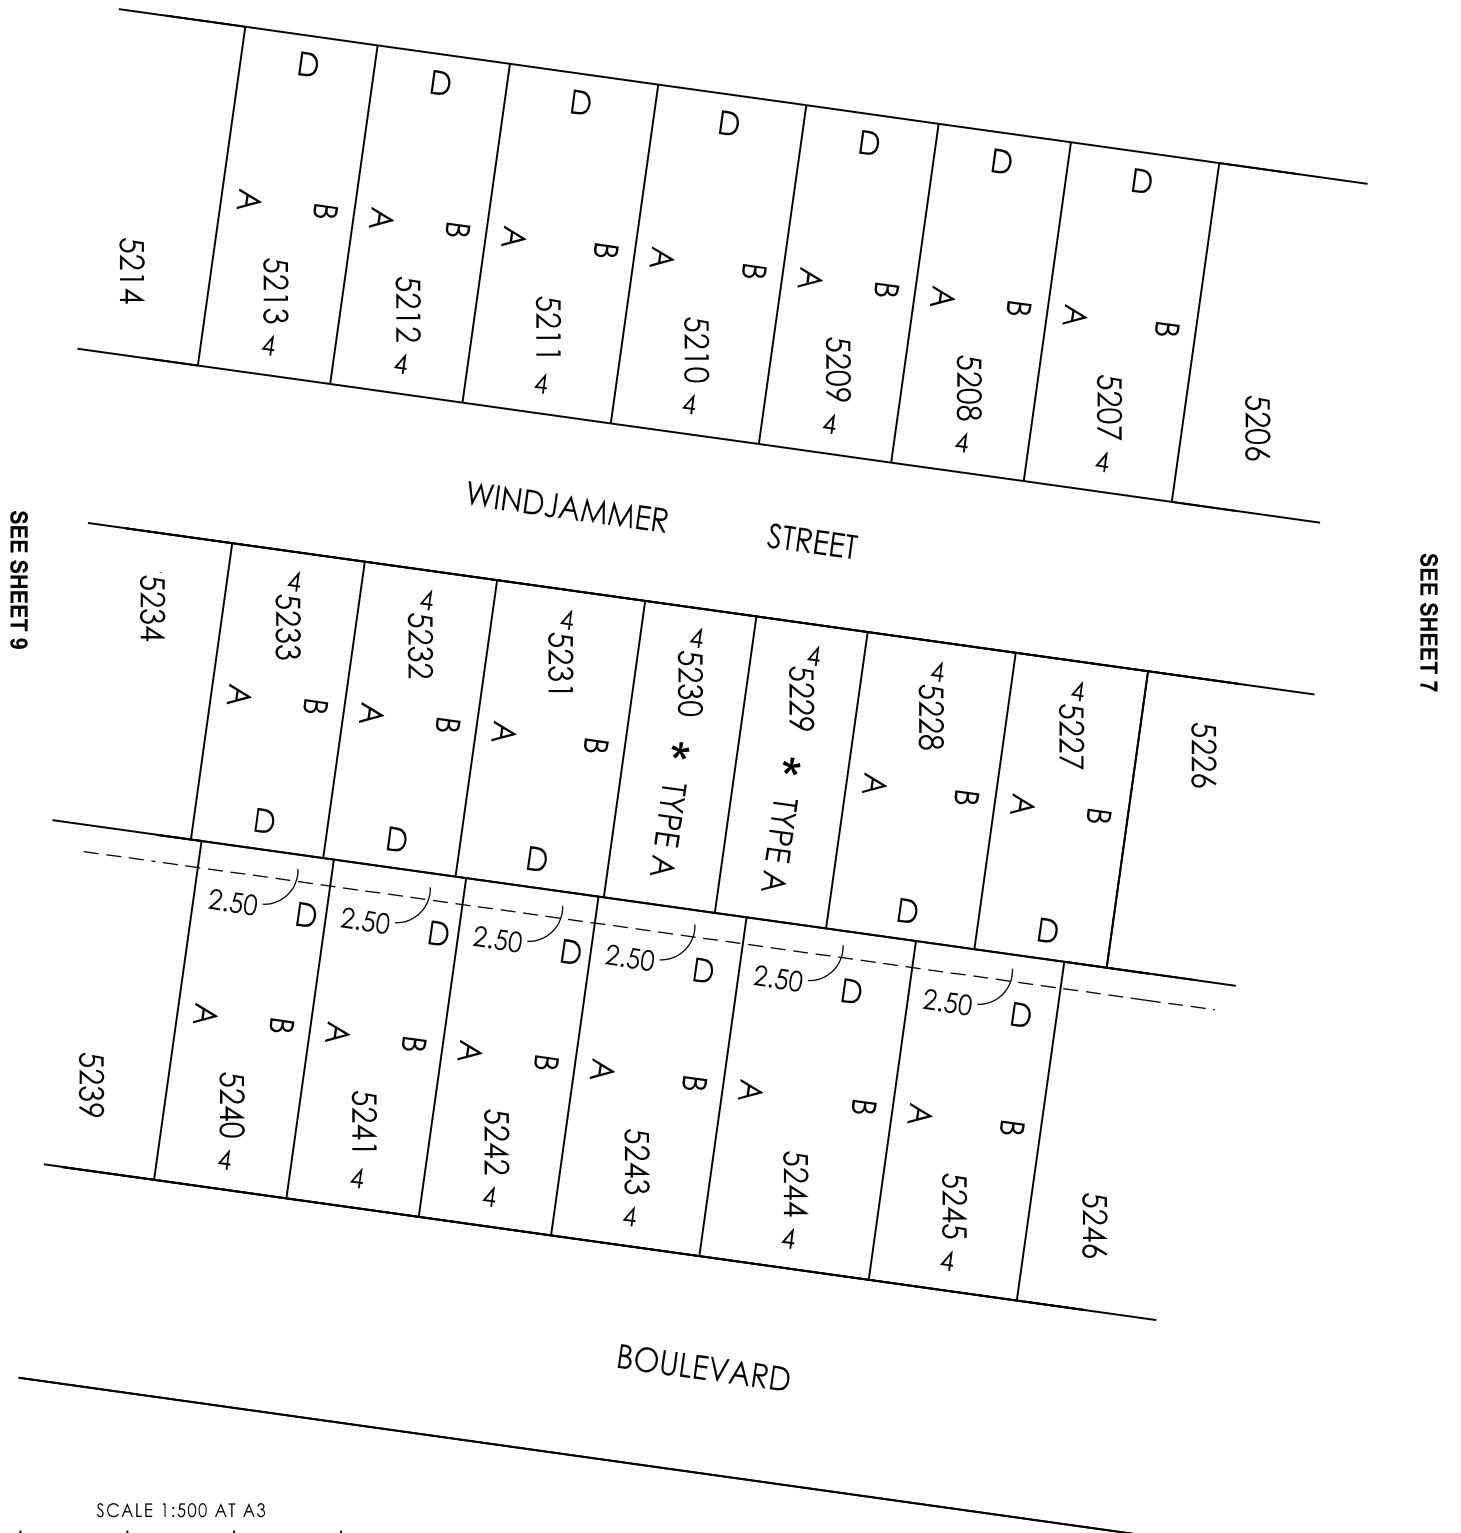 D
D
D
D
D
D
D
A
B
A
B
A
B
A
B
A
B
A
B
A
B
5214
5213
4
5212
4
5211
4
5210
4
5209
4
5208
4
5207
4
5206
WINDJAMMER STREET
SEE SHEET 9
SEE SHEET 7
5234
4
5233
A
B
D
4
5232
A
B
D
4
5231
A
B
D
4
5230 * TYPE A
4
5229 * TYPE A
4
5228
A
B
D
4
5227
A
B
D
5226
5239
2.50
D
A
B
5240
4
2.50
D
A
B
5241
4
2.50
D
A
B
5242
4
2.50
D
A
B
5243
4
2.50
D
A
B
5244
4
2.50
D
A
B
5245
4
5246
BOULEVARD
SCALE 1:500 AT A3